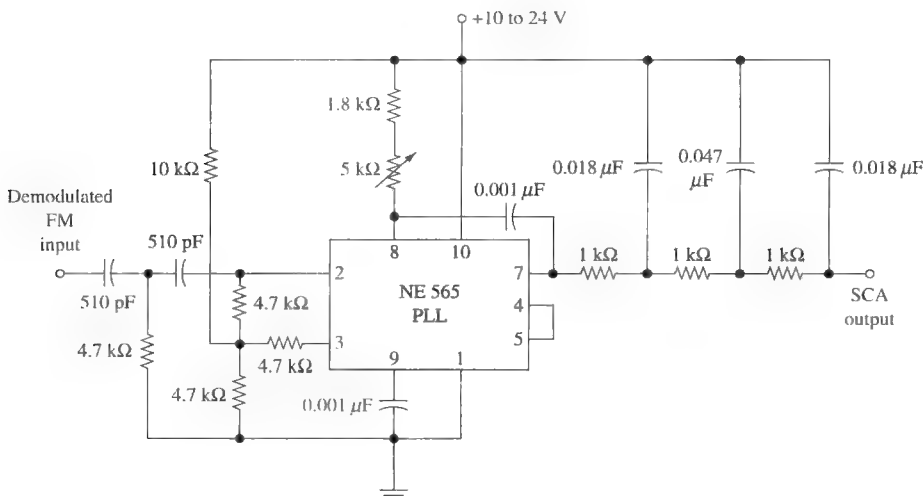 +10 to 24 V
1.8 kΩ
10 kΩ
5 kΩ
0.001 μF
0.018 μF
0.047
μF
0.018 μF
Demodulated
FM
input
510 pF
510 pF
8
10
2
7
1 kΩ
1 kΩ
1 kΩ
4.7 kΩ
NE 565
PLL
4
SCA
output
3
5
4.7 kΩ
4.7 kΩ
9
1
4.7 kΩ
0.001 μF